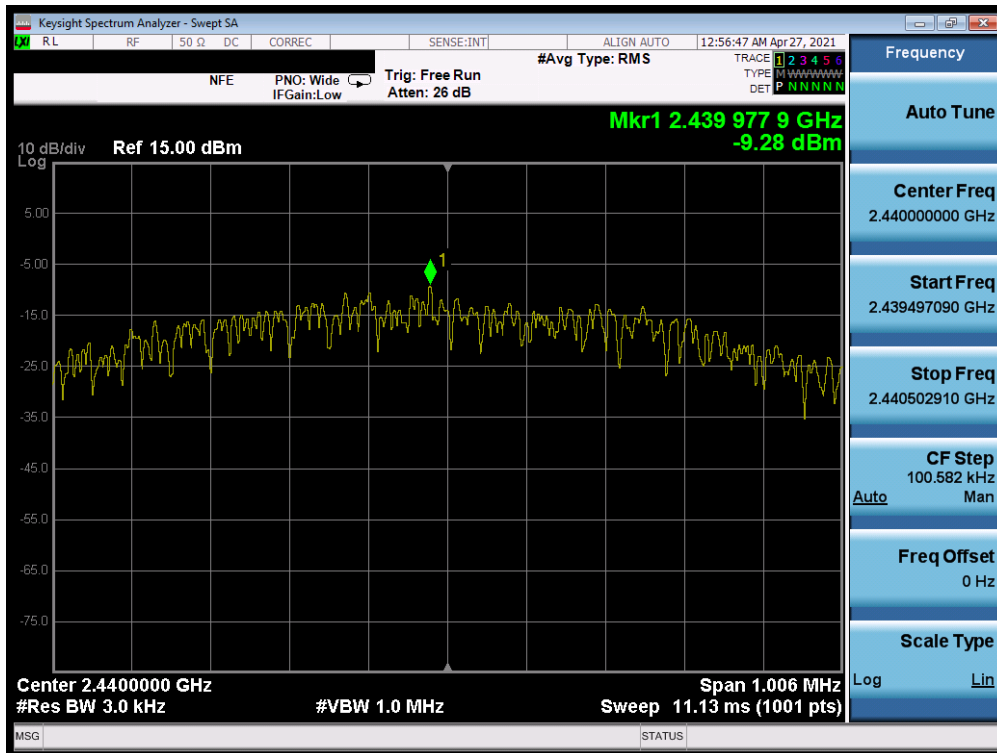 Keysight Spectrum Analyzer - Swept SA
LXI RL RF 50 Ω DC CORREC SENSE:INT ALIGN AUTO 12:56:47 AM Apr 27, 2021
#Avg Type: RMS TRACE 1 2 3 4 5 6
NFE PNO: Wide Trig: Free Run TYPE M WWWWW
IFGain:Low Atten: 26 dB DET P N N N N N
Mkr1 2.439 977 9 GHz
-9.28 dBm
10 dB/div Ref 15.00 dBm
Log
5.00
-5.00
1
-15.0
-25.0
-35.0
-45.0
-55.0
-65.0
-75.0
Center 2.4400000 GHz Span 1.006 MHz
#Res BW 3.0 kHz #VBW 1.0 MHz Sweep 11.13 ms (1001 pts)
MSG STATUS
Frequency
Auto Tune
Center Freq
2.440000000 GHz
Start Freq
2.439497090 GHz
Stop Freq
2.440502910 GHz
CF Step
100.582 kHz
Auto Man
Freq Offset
0 Hz
Scale Type
Log Lin